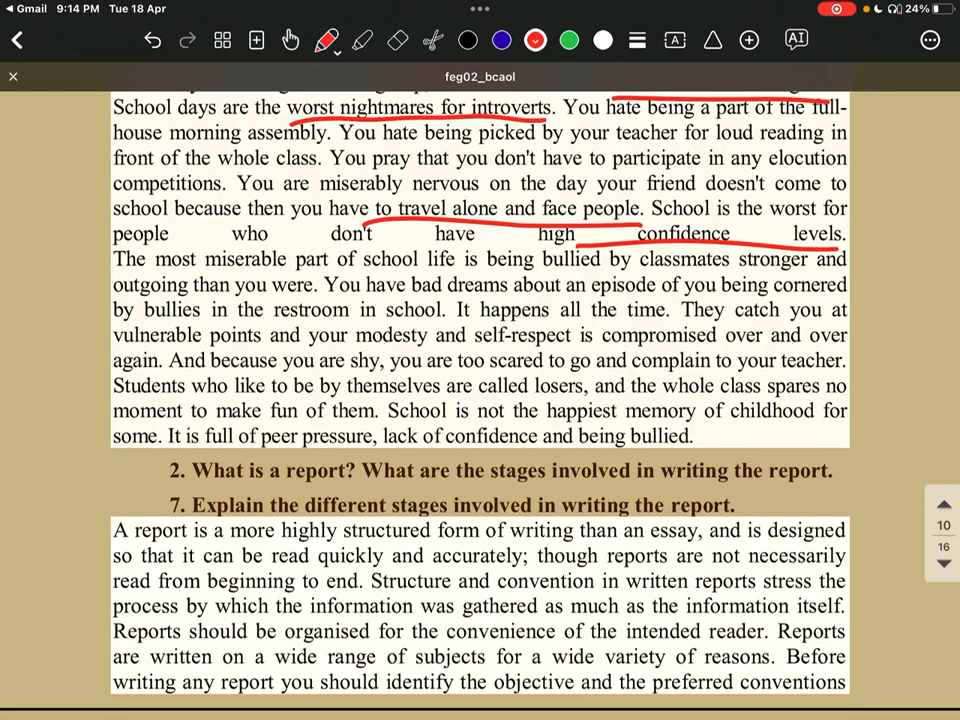 Gmail 9:14 PM Tue 18 Apr 24%
AI
feg02_bcaol
School days are the worst nightmares for introverts. You hate being a part of the full-
house morning assembly. You hate being picked by your teacher for loud reading in
front of the whole class. You pray that you don't have to participate in any elocution
competitions. You are miserably nervous on the day your friend doesn't come to
school because then you have to travel alone and face people. School is the worst for
people who don't have high confidence levels.
The most miserable part of school life is being bullied by classmates stronger and
outgoing than you were. You have bad dreams about an episode of you being cornered
by bullies in the restroom in school. It happens all the time. They catch you at
vulnerable points and your modesty and self-respect is compromised over and over
again. And because you are shy, you are too scared to go and complain to your teacher.
Students who like to be by themselves are called losers, and the whole class spares no
moment to make fun of them. School is not the happiest memory of childhood for
some. It is full of peer pressure, lack of confidence and being bullied.
2. What is a report? What are the stages involved in writing the report.
7. Explain the different stages involved in writing the report.
A report is a more highly structured form of writing than an essay, and is designed
so that it can be read quickly and accurately; though reports are not necessarily
read from beginning to end. Structure and convention in written reports stress the
process by which the information was gathered as much as the information itself.
Reports should be organised for the convenience of the intended reader. Reports
are written on a wide range of subjects for a wide variety of reasons. Before
writing any report you should identify the objective and the preferred conventions
10
16